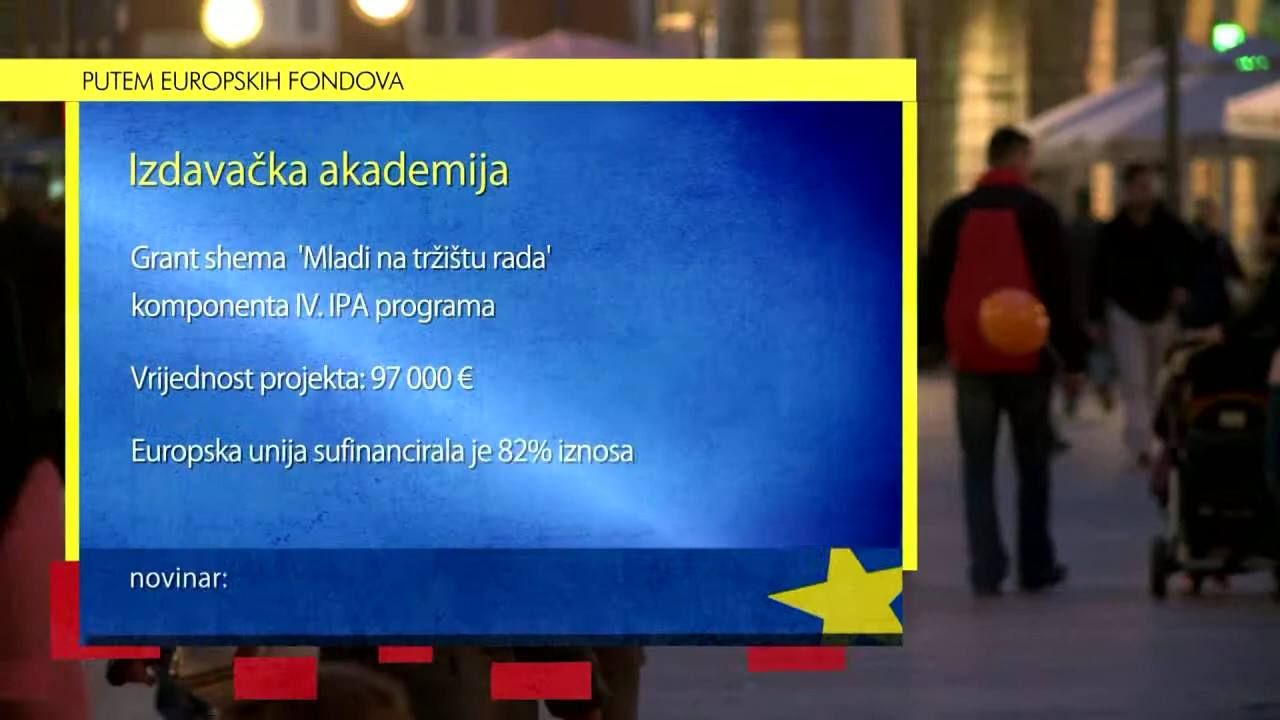 PUTEM EUROPSKIH FONDOVA
Izdavačka akademija
Grant shema 'Mladi na tržištu rada'
komponenta IV. IPA programa
Vrijednost projekta: 97 000 €
Europska unija sufinancirala je 82% iznosa
novinar: